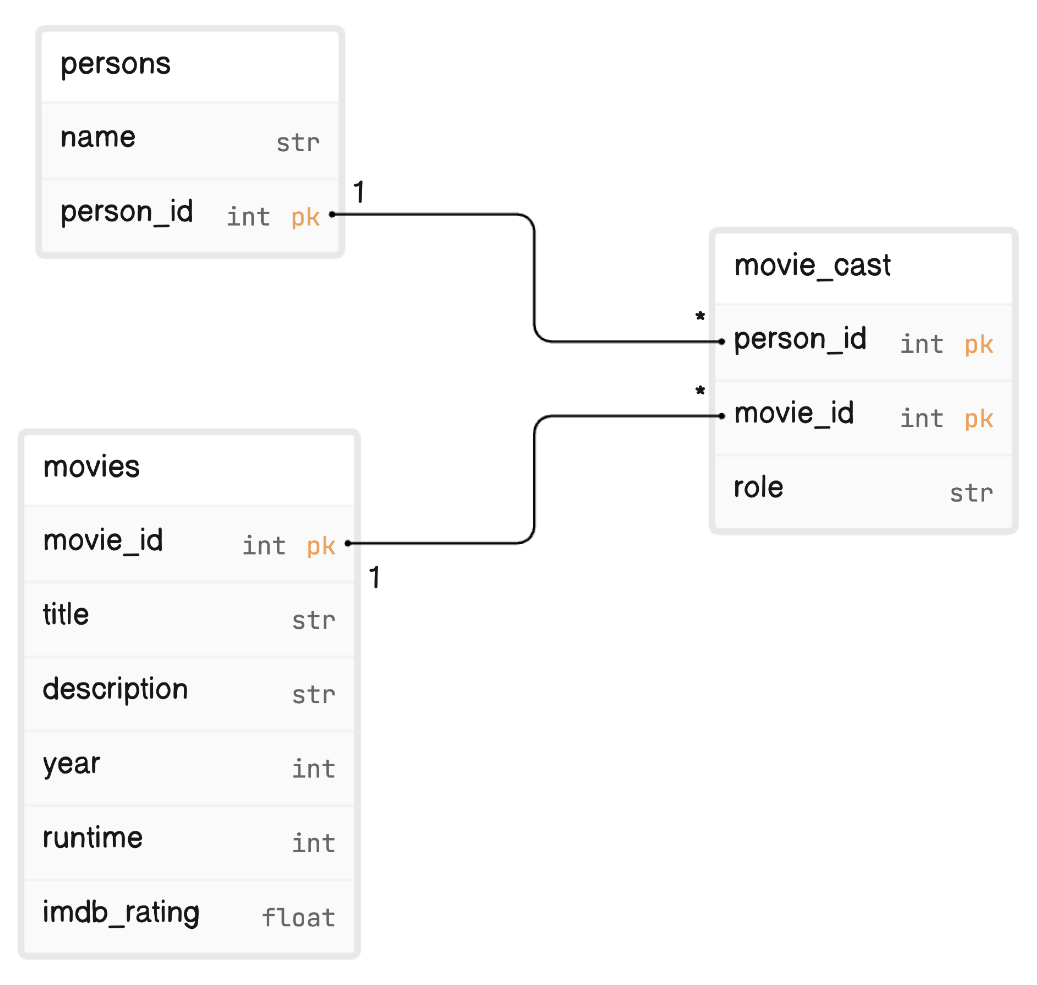 persons
name str
person_id int pk
1
movie_cast
* person_id int pk
* movie_id int pk
role str
movies
movie_id int pk
1
title str
description str
year int
runtime int
imdb_rating float